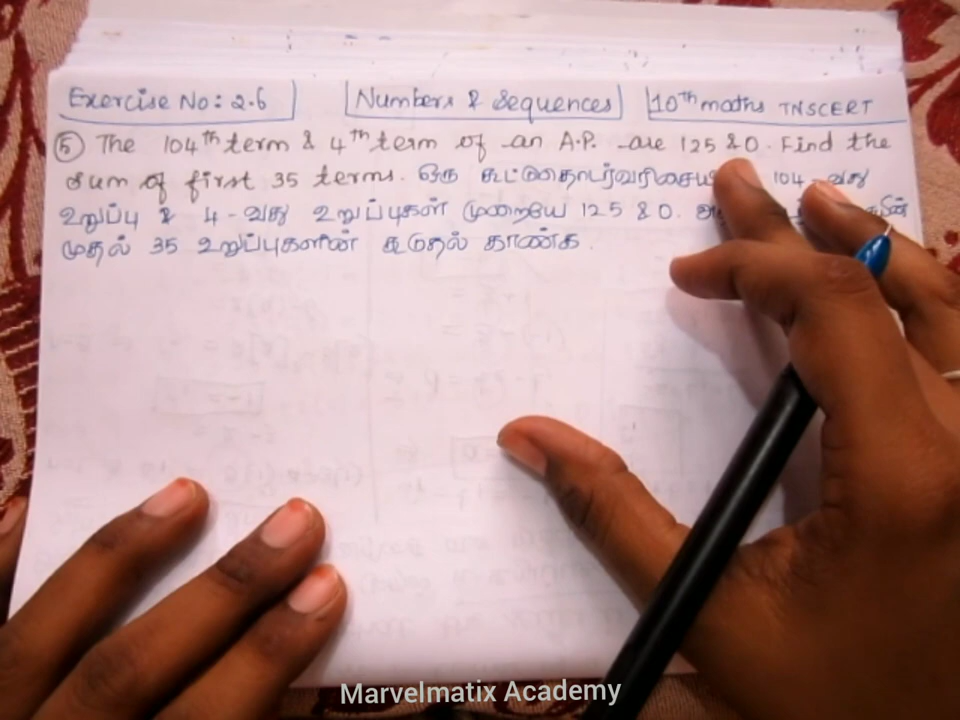 Exercise No: 2.6 Numbers & Sequences 10th maths TNSCERT
⑤ The 104th term & 4th term of an A.P. are 125 & 0. Find the
sum of first 35 terms. ஒரு கூட்டுதொடர்வரிசையி 104-வது
உறுப்பு & 4-வது உறுப்புகள் முறையே 125 & 0.
முதல் 35 உறுப்புகளின் கூடுதல் காண்க.
Marvelmatix Academy